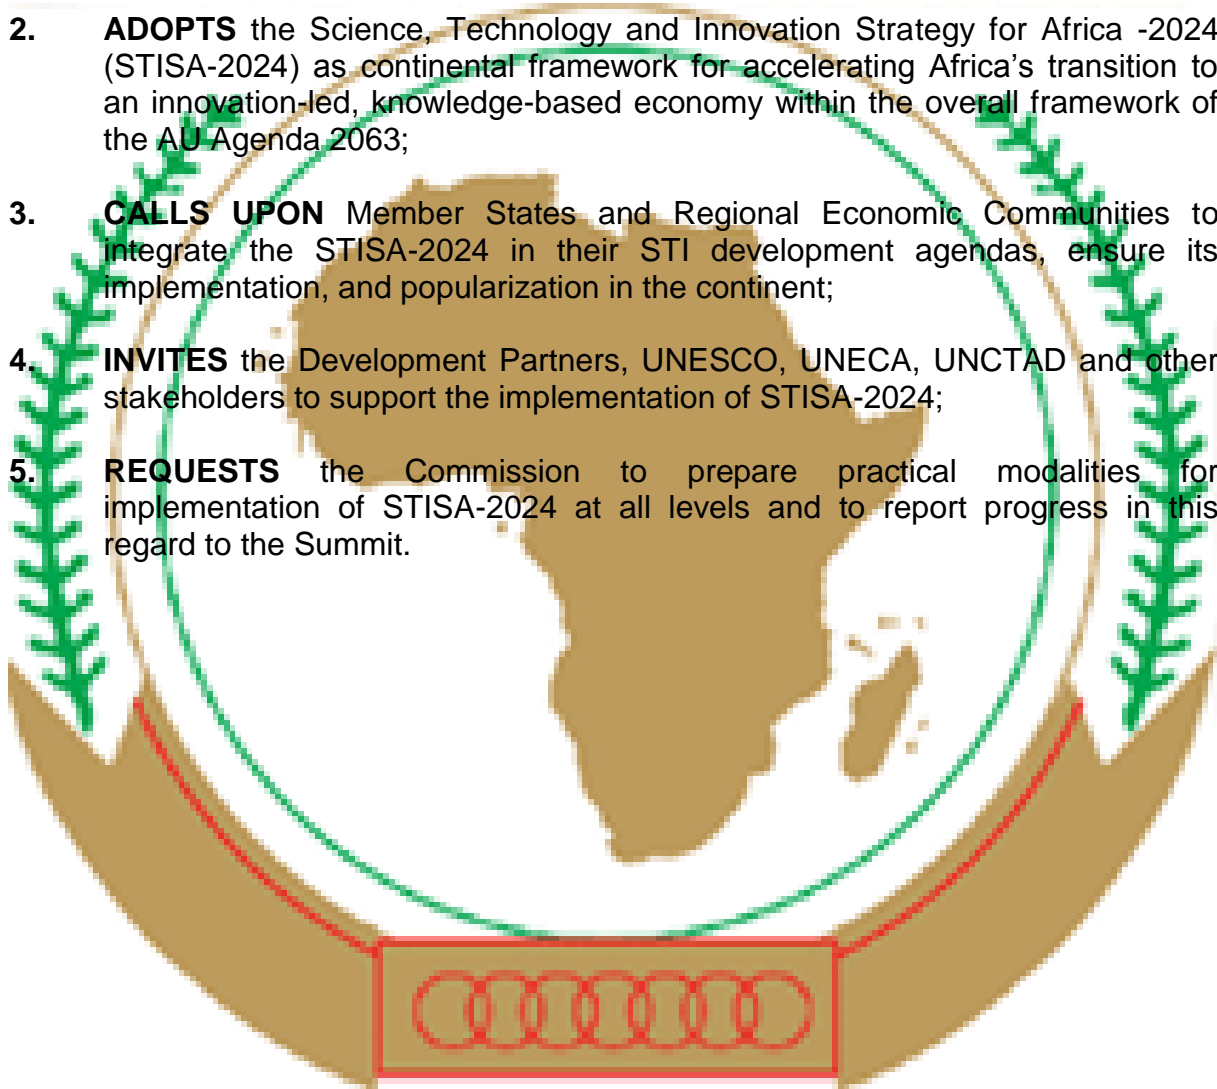 2. ADOPTS the Science, Technology and Innovation Strategy for Africa -2024
(STISA-2024) as continental framework for accelerating Africa’s transition to
an innovation-led, knowledge-based economy within the overall framework of
the AU Agenda 2063;
3. CALLS UPON Member States and Regional Economic Communities to
integrate the STISA-2024 in their STI development agendas, ensure its
implementation, and popularization in the continent;
4. INVITES the Development Partners, UNESCO, UNECA, UNCTAD and other
stakeholders to support the implementation of STISA-2024;
5. REQUESTS the Commission to prepare practical modalities for
implementation of STISA-2024 at all levels and to report progress in this
regard to the Summit.